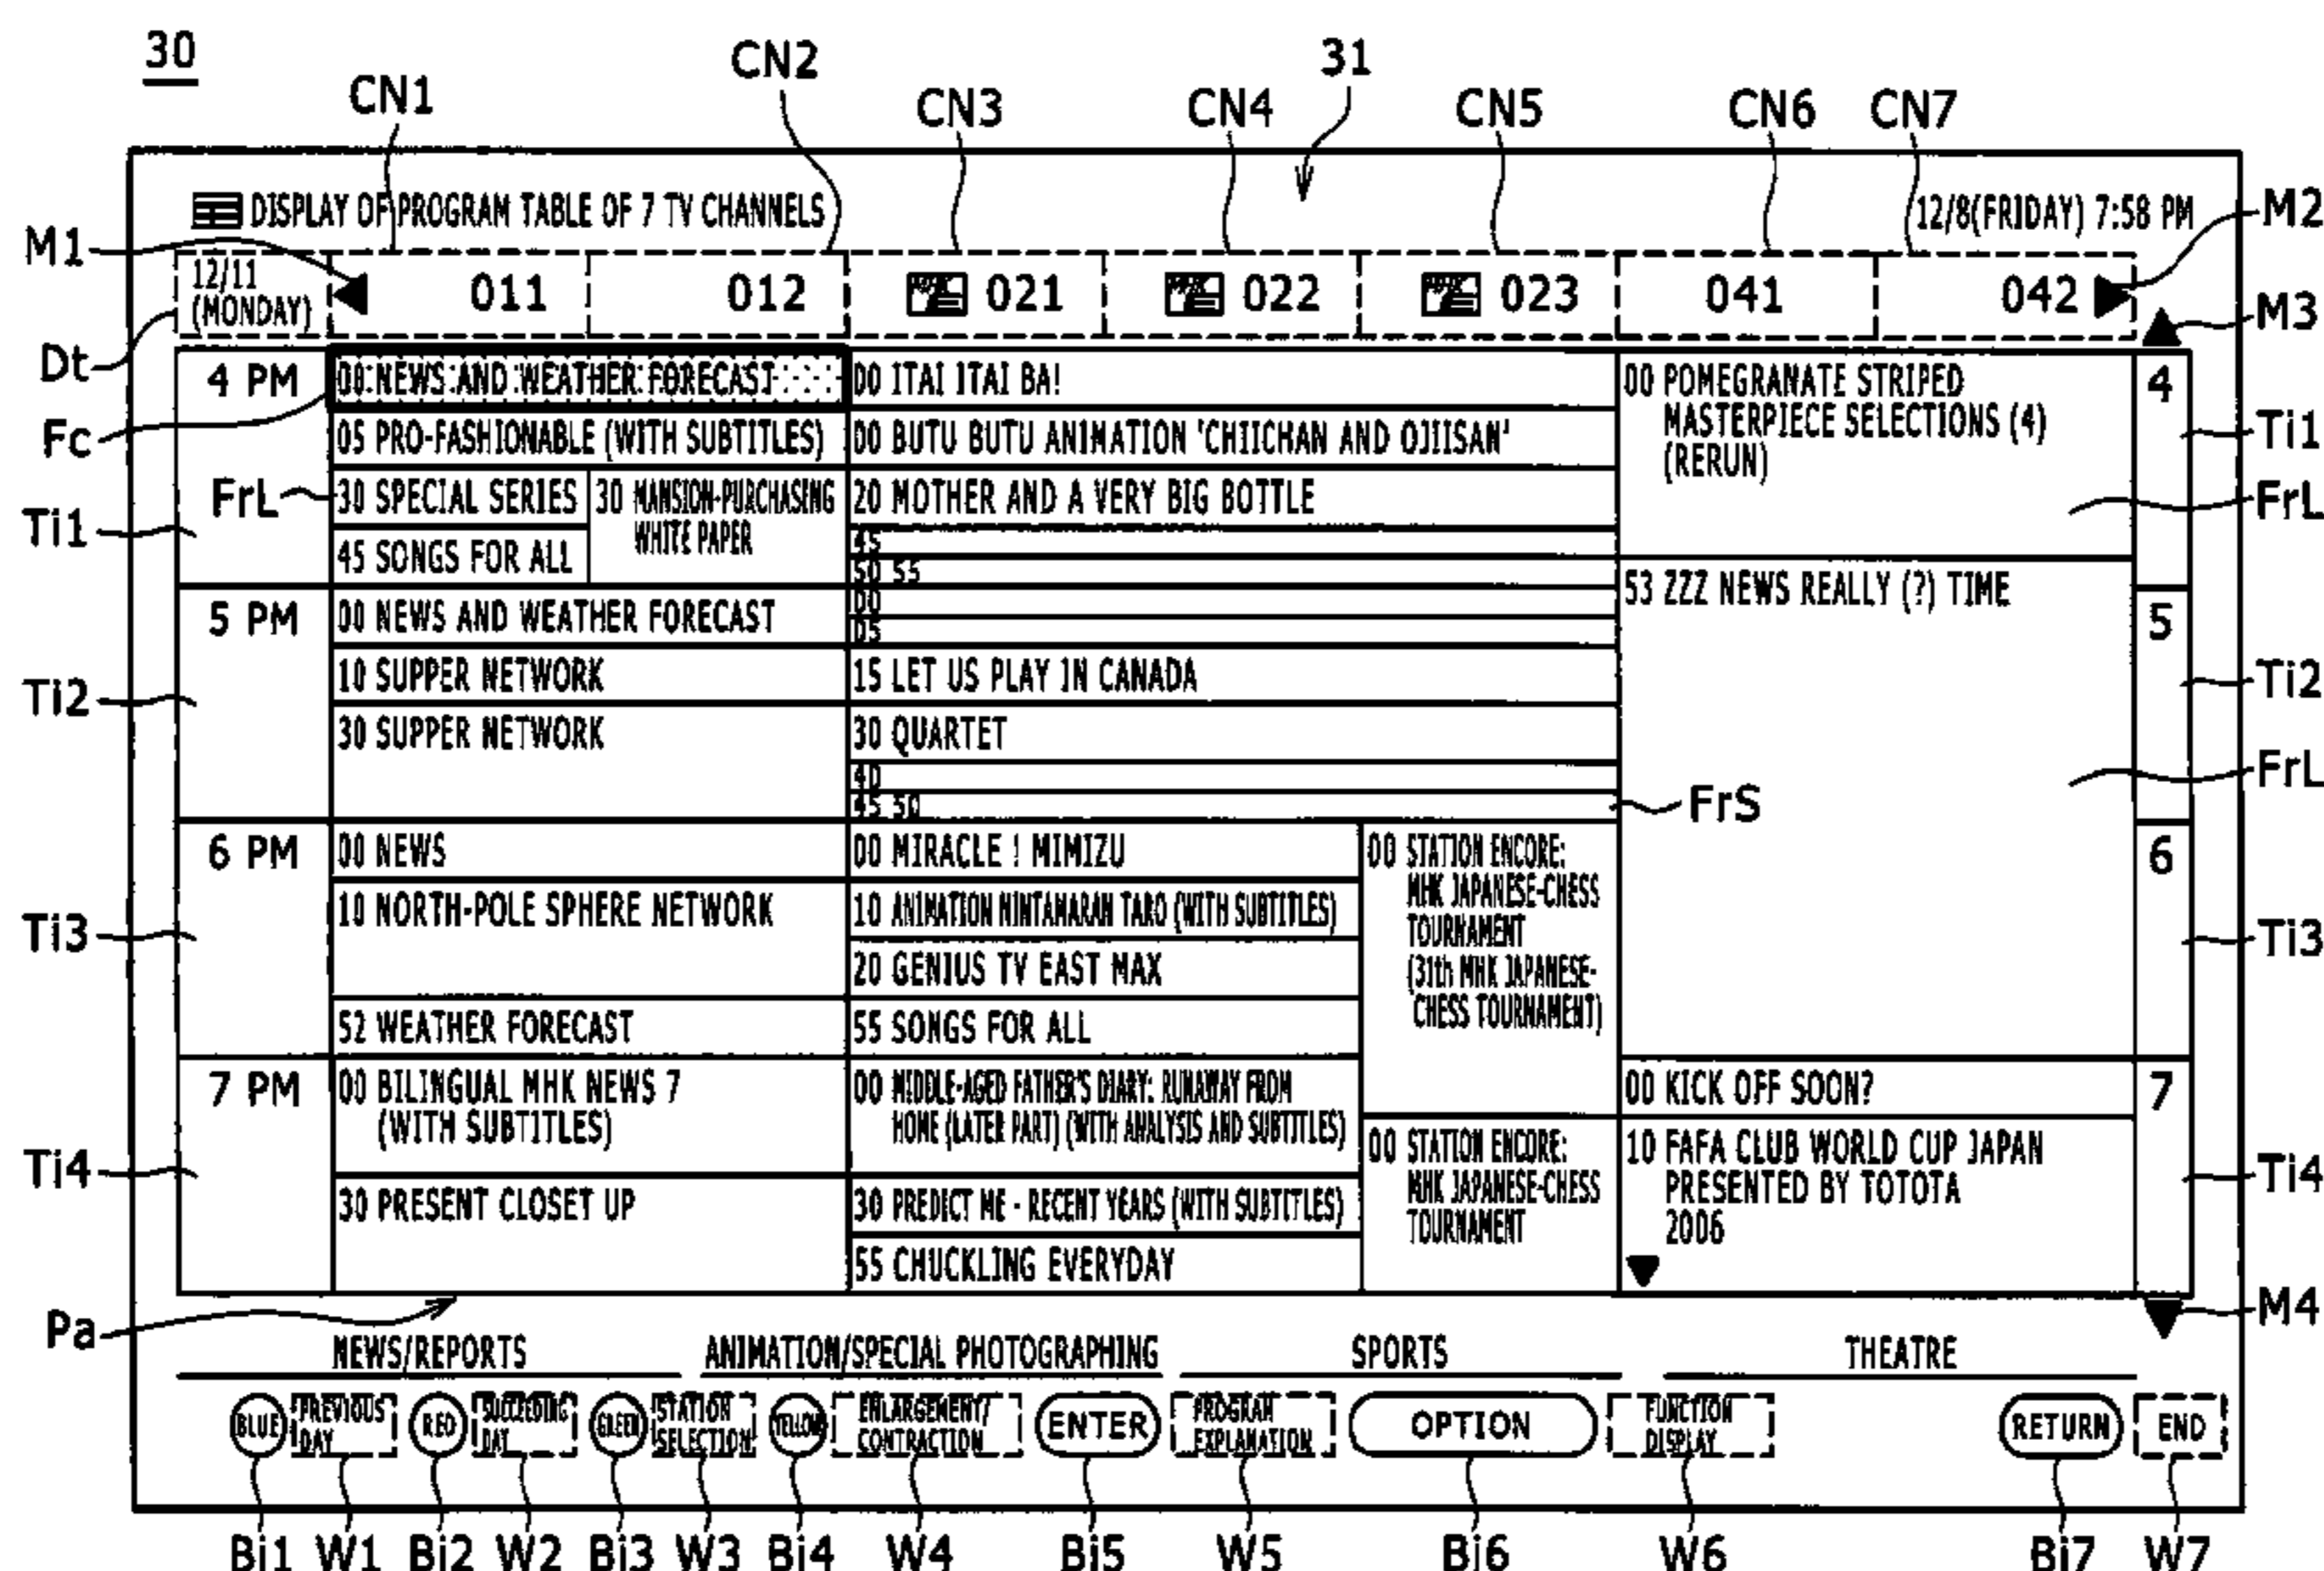 30
CN1
CN2
CN3
CN4
31
CN5
CN6
CN7
DISPLAY OF PROGRAM TABLE OF 7 TV CHANNELS
12/8(FRIDAY) 7:58 PM
M1
M2
12/11
(MONDAY)
011
012
021
022
023
041
042
M3
Dt
4 PM
00 NEWS AND WEATHER FORECAST
00 ITAI ITAI BA!
00 POMEGRANATE STRIPED
MASTERPIECE SELECTIONS (4)
(RERUN)
4
Ti1
Fc
05 PRO-FASHIONABLE (WITH SUBTITLES)
00 BUTU BUTU ANIMATION 'CHIICHAN AND OJIISAN'
FrL
30 SPECIAL SERIES
30 MANSION-PURCHASING
WHITE PAPER
20 MOTHER AND A VERY BIG BOTTLE
FrL
Ti1
45 SONGS FOR ALL
45
50 55
53 ZZZ NEWS REALLY (?) TIME
5 PM
00 NEWS AND WEATHER FORECAST
00
05
5
Ti2
10 SUPPER NETWORK
15 LET US PLAY IN CANADA
Ti2
30 SUPPER NETWORK
30 QUARTET
40
45 50
FrS
FrL
6 PM
00 NEWS
00 MIRACLE ! MIMIZU
00 STATION ENCORE:
MHK JAPANESE-CHESS
TOURNAMENT
(31th MHK JAPANESE-
CHESS TOURNAMENT)
6
Ti3
10 NORTH-POLE SPHERE NETWORK
10 ANIMATION NINTAMARAN TARO (WITH SUBTITLES)
20 GENIUS TV EAST MAX
Ti3
52 WEATHER FORECAST
55 SONGS FOR ALL
7 PM
00 BILINGUAL MHK NEWS 7
(WITH SUBTITLES)
00 MIDDLE-AGED FATHER'S DIARY: RUNAWAY FROM
HOME (LATER PART) (WITH ANALYSIS AND SUBTITLES)
00 KICK OFF SOON?
7
Ti4
00 STATION ENCORE:
MHK JAPANESE-CHESS
TOURNAMENT
10 FAFA CLUB WORLD CUP JAPAN
PRESENTED BY TOTOTA
2006
Ti4
30 PRESENT CLOSET UP
30 PREDICT ME - RECENT YEARS (WITH SUBTITLES)
55 CHUCKLING EVERYDAY
Pa
M4
NEWS/REPORTS
ANIMATION/SPECIAL PHOTOGRAPHING
SPORTS
THEATRE
BLUE
PREVIOUS
DAY
RED
SUCCEEDING
DAY
GREEN
STATION
SELECTION
YELLOW
ENLARGEMENT/
CONTRACTION
ENTER
PROGRAM
EXPLANATION
OPTION
FUNCTION
DISPLAY
RETURN
END
Bi1
W1
Bi2
W2
Bi3
W3
Bi4
W4
Bi5
W5
Bi6
W6
Bi7
W7